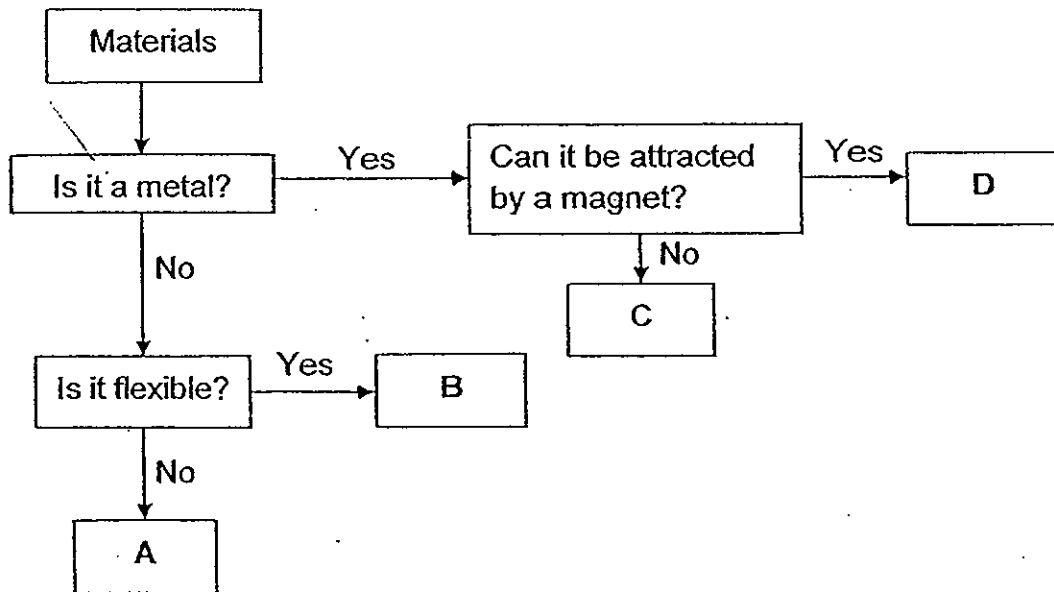 Materials
Is it a metal?
Yes
Can it be attracted
by a magnet?
Yes
D
No
C
No
Is it flexible?
Yes
B
No
A